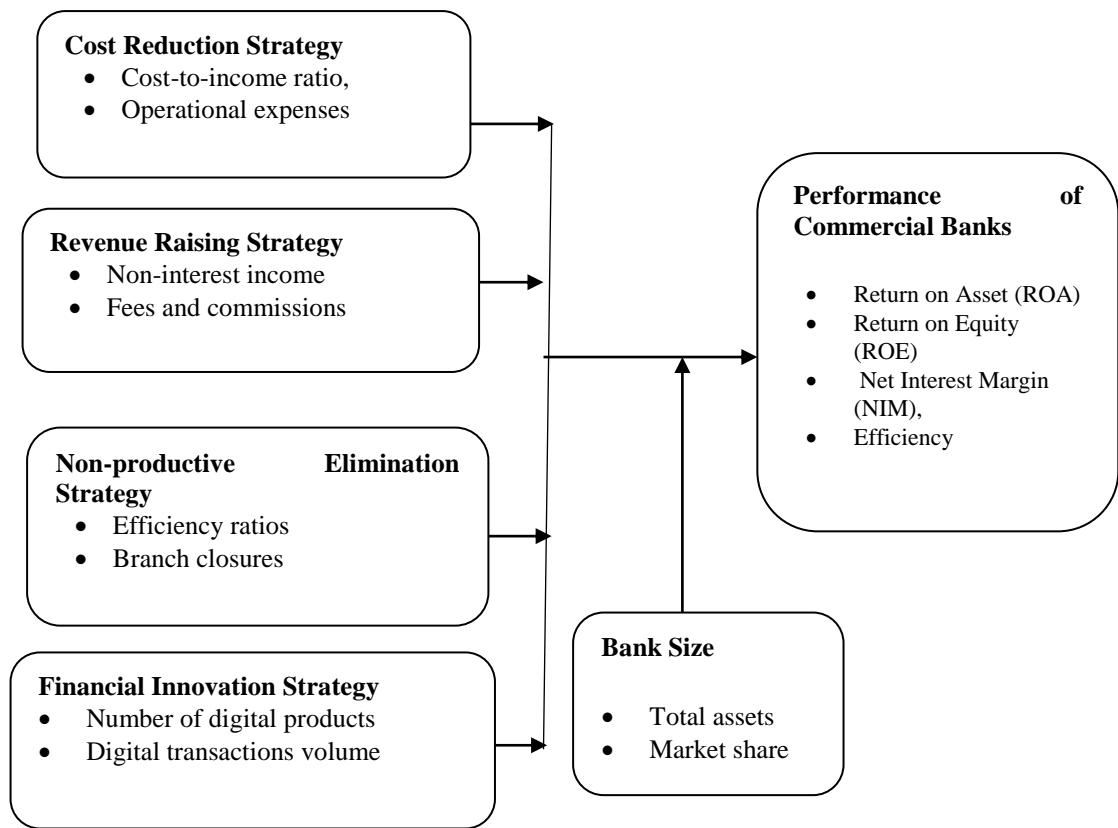 Cost Reduction Strategy
• Cost-to-income ratio,
• Operational expenses
Revenue Raising Strategy
• Non-interest income
• Fees and commissions
Non-productive Elimination
Strategy
• Efficiency ratios
• Branch closures
Financial Innovation Strategy
• Number of digital products
• Digital transactions volume
Bank Size
• Total assets
• Market share
Performance of
Commercial Banks
• Return on Asset (ROA)
• Return on Equity
(ROE)
• Net Interest Margin
(NIM),
• Efficiency